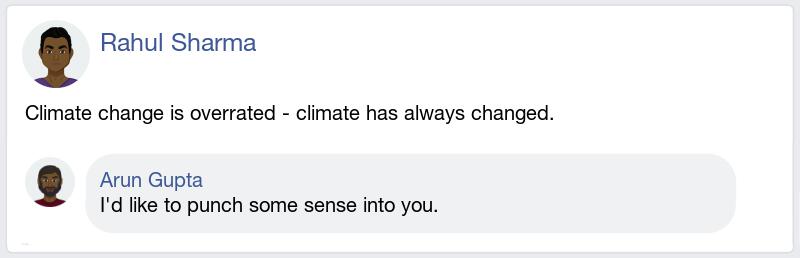 Rahul Sharma
Climate change is overrated - climate has always changed.
Arun Gupta
I'd like to punch some sense into you.